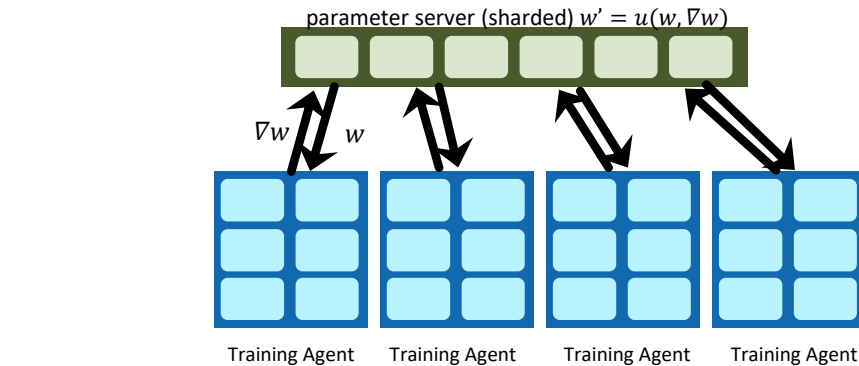 parameter server (sharded) w’ = u(w, ∇w)
∇w w
Training Agent Training Agent Training Agent Training Agent